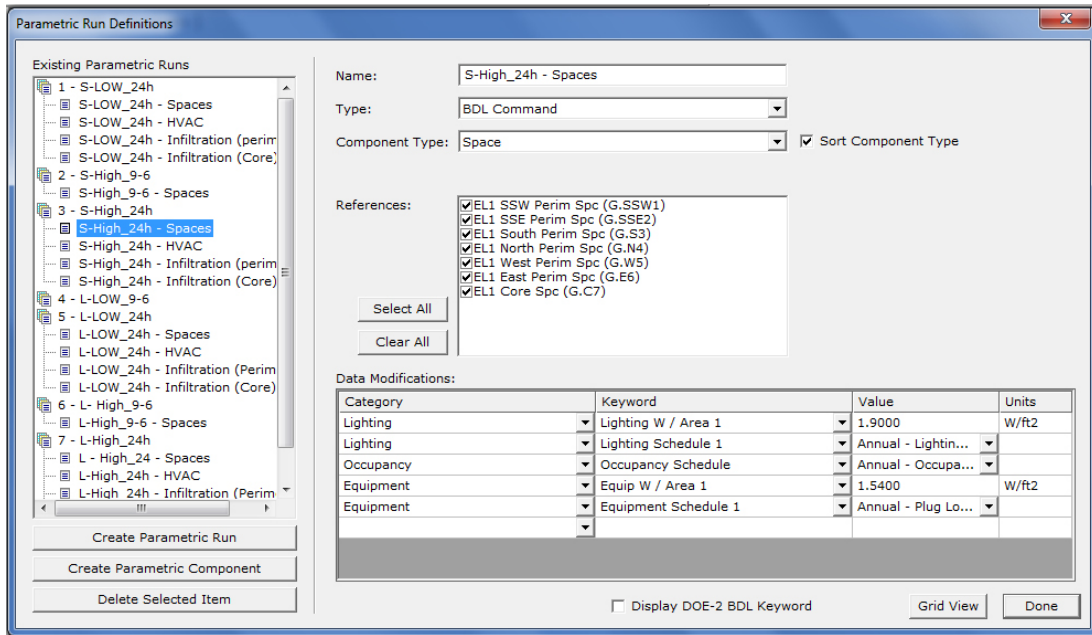 Parametric Run Definitions
Existing Parametric Runs
1 - S-LOW_24h
S-LOW_24h - Spaces
S-LOW_24h - HVAC
S-LOW_24h - Infiltration (perim
S-LOW_24h - Infiltration (Core)
2 - S-High_9-6
S-High_9-6 - Spaces
3 - S-High_24h
S-High_24h - Spaces
S-High_24h - HVAC
S-High_24h - Infiltration (perim
S-High_24h - Infiltration (Core)
4 - L-LOW_9-6
5 - L-LOW_24h
L-LOW_24h - Spaces
L-LOW_24h - HVAC
L-LOW_24h - Infiltration (Perim
L-LOW_24h - Infiltration (Core)
6 - L- High_9-6
L-High_9-6 - Spaces
7 - L-High_24h
L - High_24 - Spaces
L-High_24h - HVAC
L-High_24h - Infiltration (Perim
Create Parametric Run
Create Parametric Component
Delete Selected Item
Name: S-High_24h - Spaces
Type: BDL Command
Component Type: Space Sort Component Type
References:
EL1 SSW Perim Spc (G.SSW1)
EL1 SSE Perim Spc (G.SSE2)
EL1 South Perim Spc (G.S3)
EL1 North Perim Spc (G.N4)
EL1 West Perim Spc (G.W5)
EL1 East Perim Spc (G.E6)
EL1 Core Spc (G.C7)
Select All
Clear All
Data Modifications:
Category Keyword Value Units
Lighting Lighting W / Area 1 1.9000 W/ft2
Lighting Lighting Schedule 1 Annual - Lightin...
Occupancy Occupancy Schedule Annual - Occupa...
Equipment Equip W / Area 1 1.5400 W/ft2
Equipment Equipment Schedule 1 Annual - Plug Lo...
Display DOE-2 BDL Keyword Grid View Done